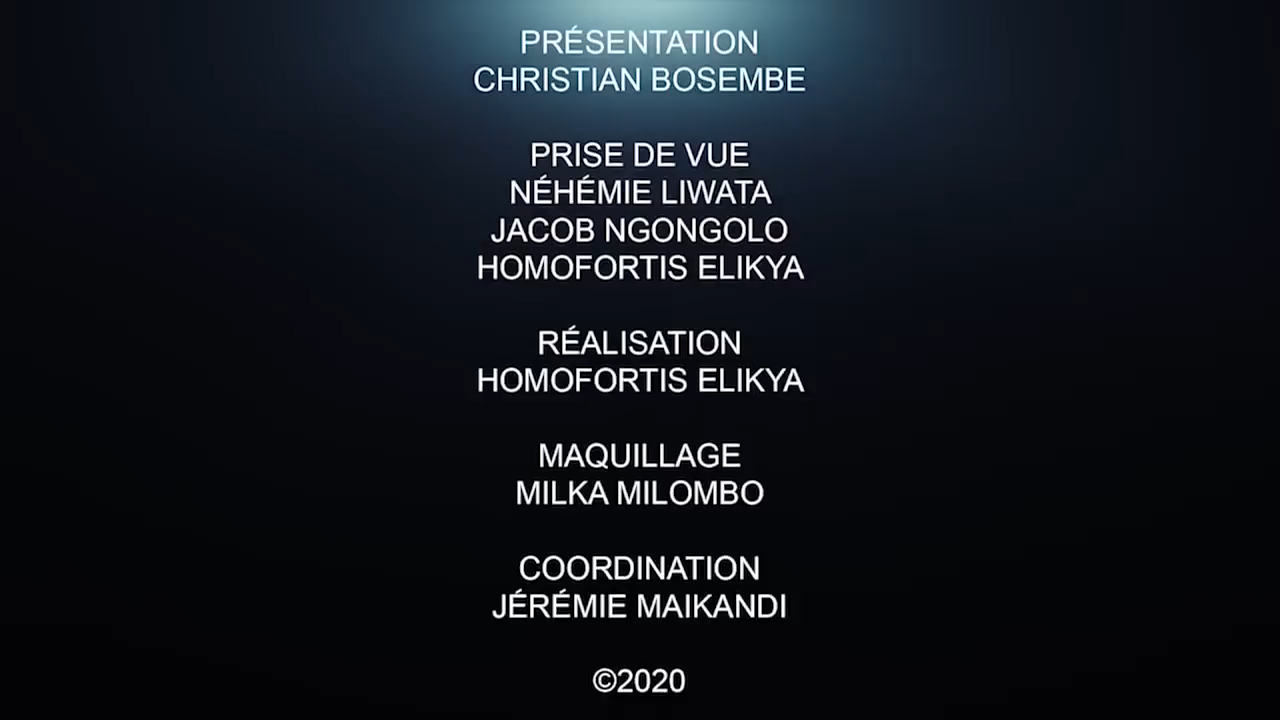 PRÉSENTATION
CHRISTIAN BOSEMBE
PRISE DE VUE
NÉHÉMIE LIWATA
JACOB NGONGOLO
HOMOFORTIS ELIKYA
RÉALISATION
HOMOFORTIS ELIKYA
MAQUILLAGE
MILKA MILOMBO
COORDINATION
JÉRÉMIE MAIKANDI
©2020